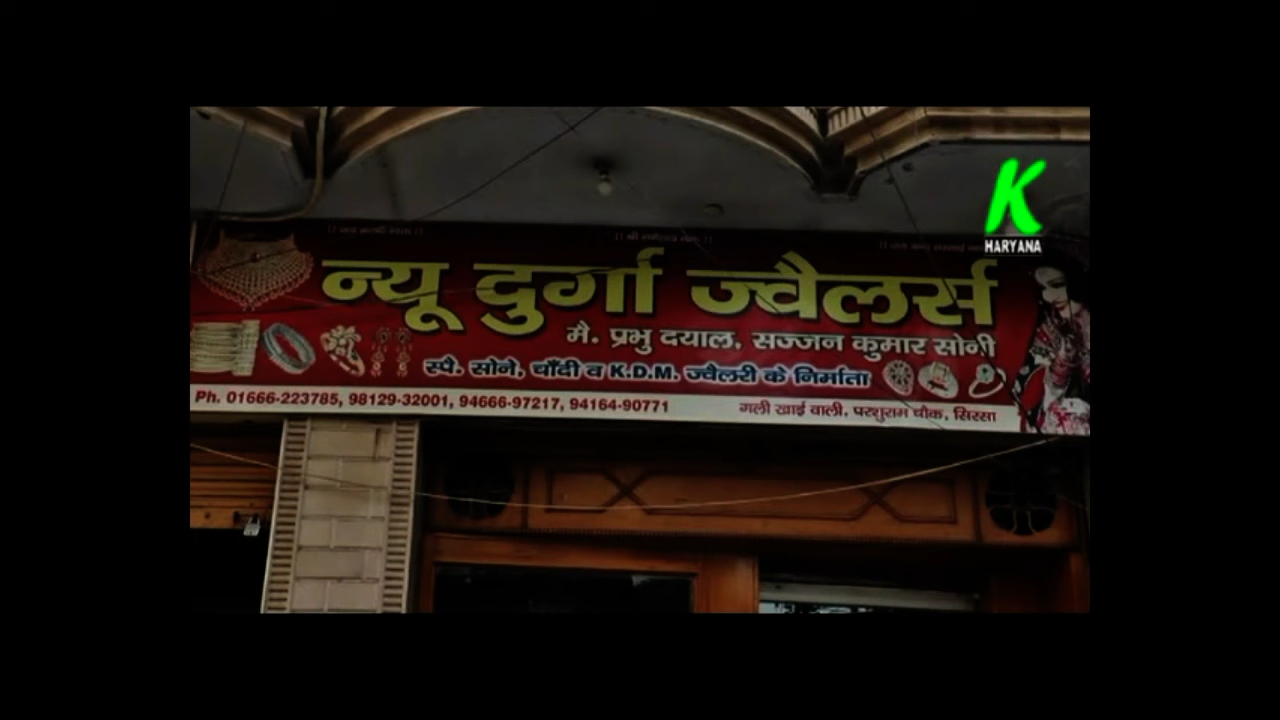 K
HARYANA
न्यू दुर्गा ज्वैलर्स
मै. प्रभु दयाल, सज्जन कुमार सोनी
स्पै. सोने, चाँदी व K.D.M. ज्वैलरी के निर्माता
Ph. 01666-223785, 98129-32001, 94666-97217, 94164-90771
गली खाई वाली, परशुराम चौक, सिरसा